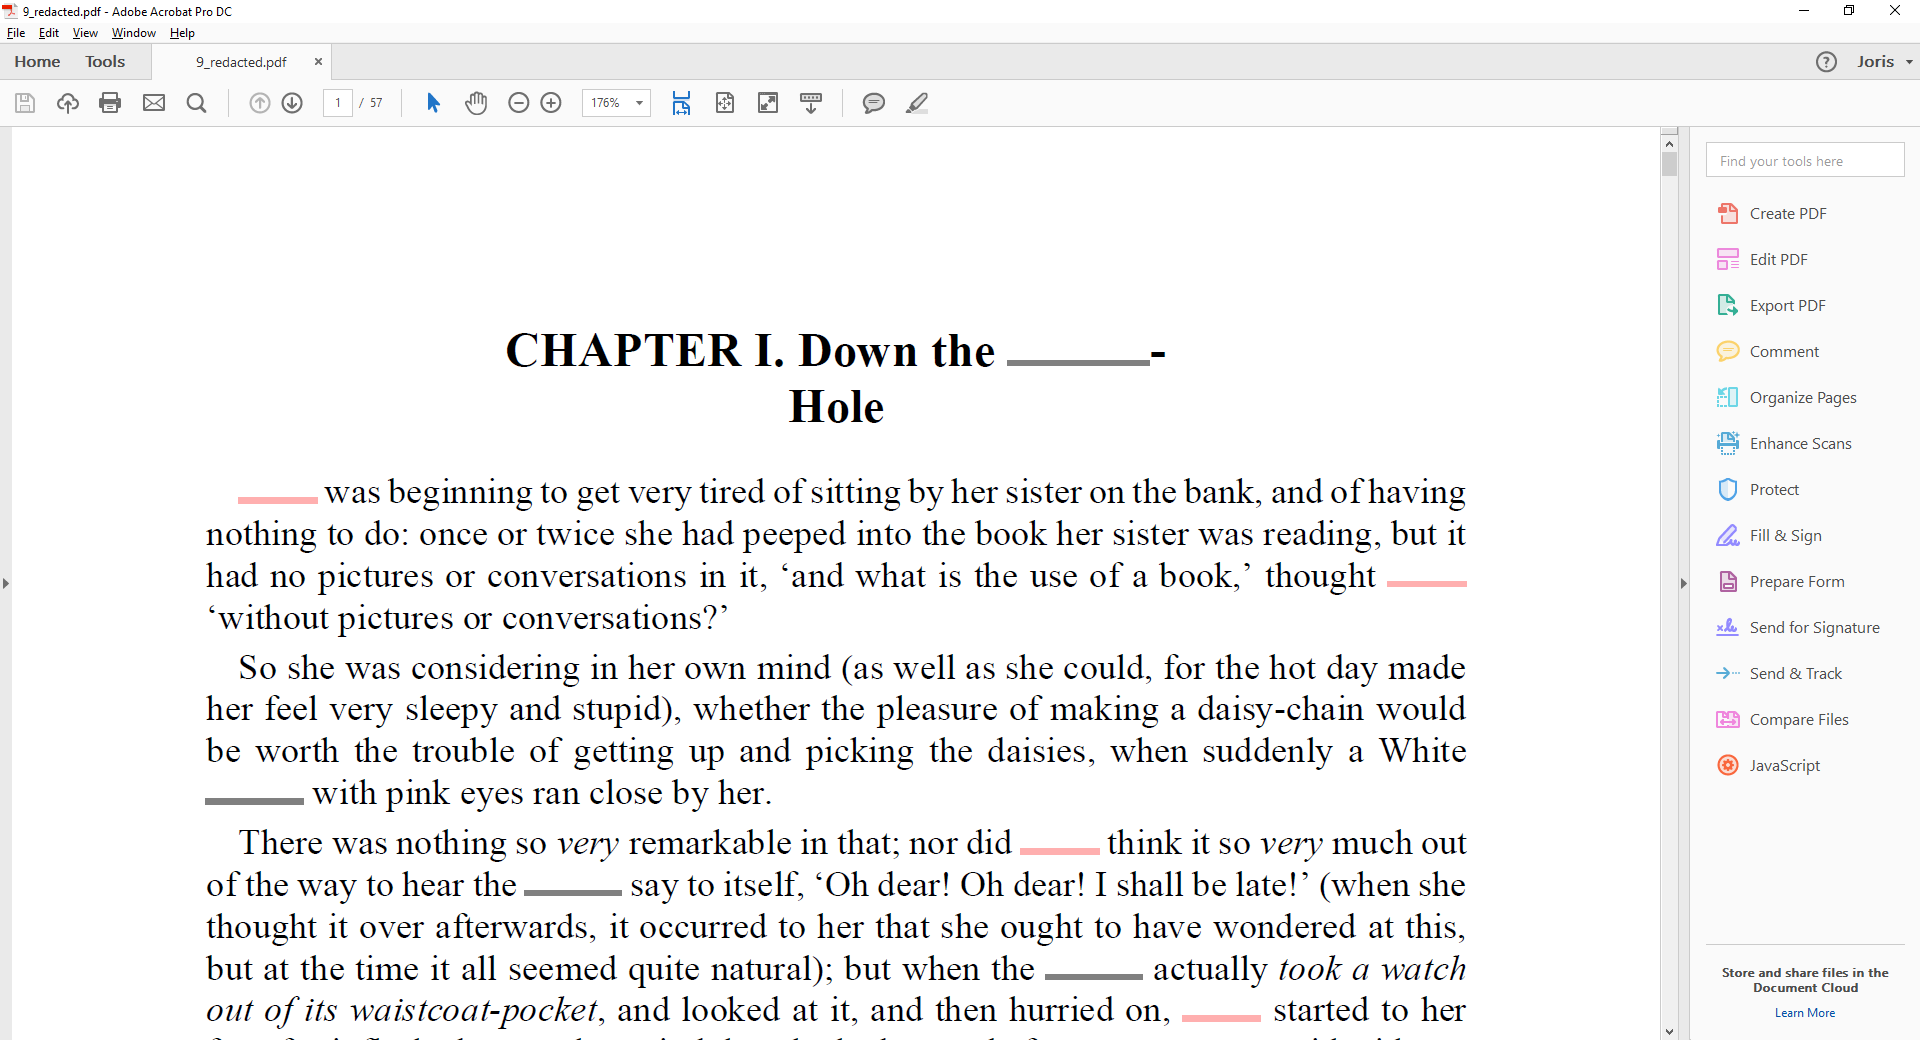 9_redacted.pdf - Adobe Acrobat Pro DC
File Edit View Window Help
Home Tools 9_redacted.pdf × Joris
1 / 57 176%
CHAPTER I. Down the -
Hole
was beginning to get very tired of sitting by her sister on the bank, and of having
nothing to do: once or twice she had peeped into the book her sister was reading, but it
had no pictures or conversations in it, ‘and what is the use of a book,’ thought
‘without pictures or conversations?’
So she was considering in her own mind (as well as she could, for the hot day made
her feel very sleepy and stupid), whether the pleasure of making a daisy-chain would
be worth the trouble of getting up and picking the daisies, when suddenly a White
with pink eyes ran close by her.
There was nothing so very remarkable in that; nor did think it so very much out
of the way to hear the say to itself, ‘Oh dear! Oh dear! I shall be late!’ (when she
thought it over afterwards, it occurred to her that she ought to have wondered at this,
but at the time it all seemed quite natural); but when the actually took a watch
out of its waistcoat-pocket, and looked at it, and then hurried on, started to her
Find your tools here
Create PDF
Edit PDF
Export PDF
Comment
Organize Pages
Enhance Scans
Protect
Fill & Sign
Prepare Form
Send for Signature
Send & Track
Compare Files
JavaScript
Store and share files in the
Document Cloud
Learn More